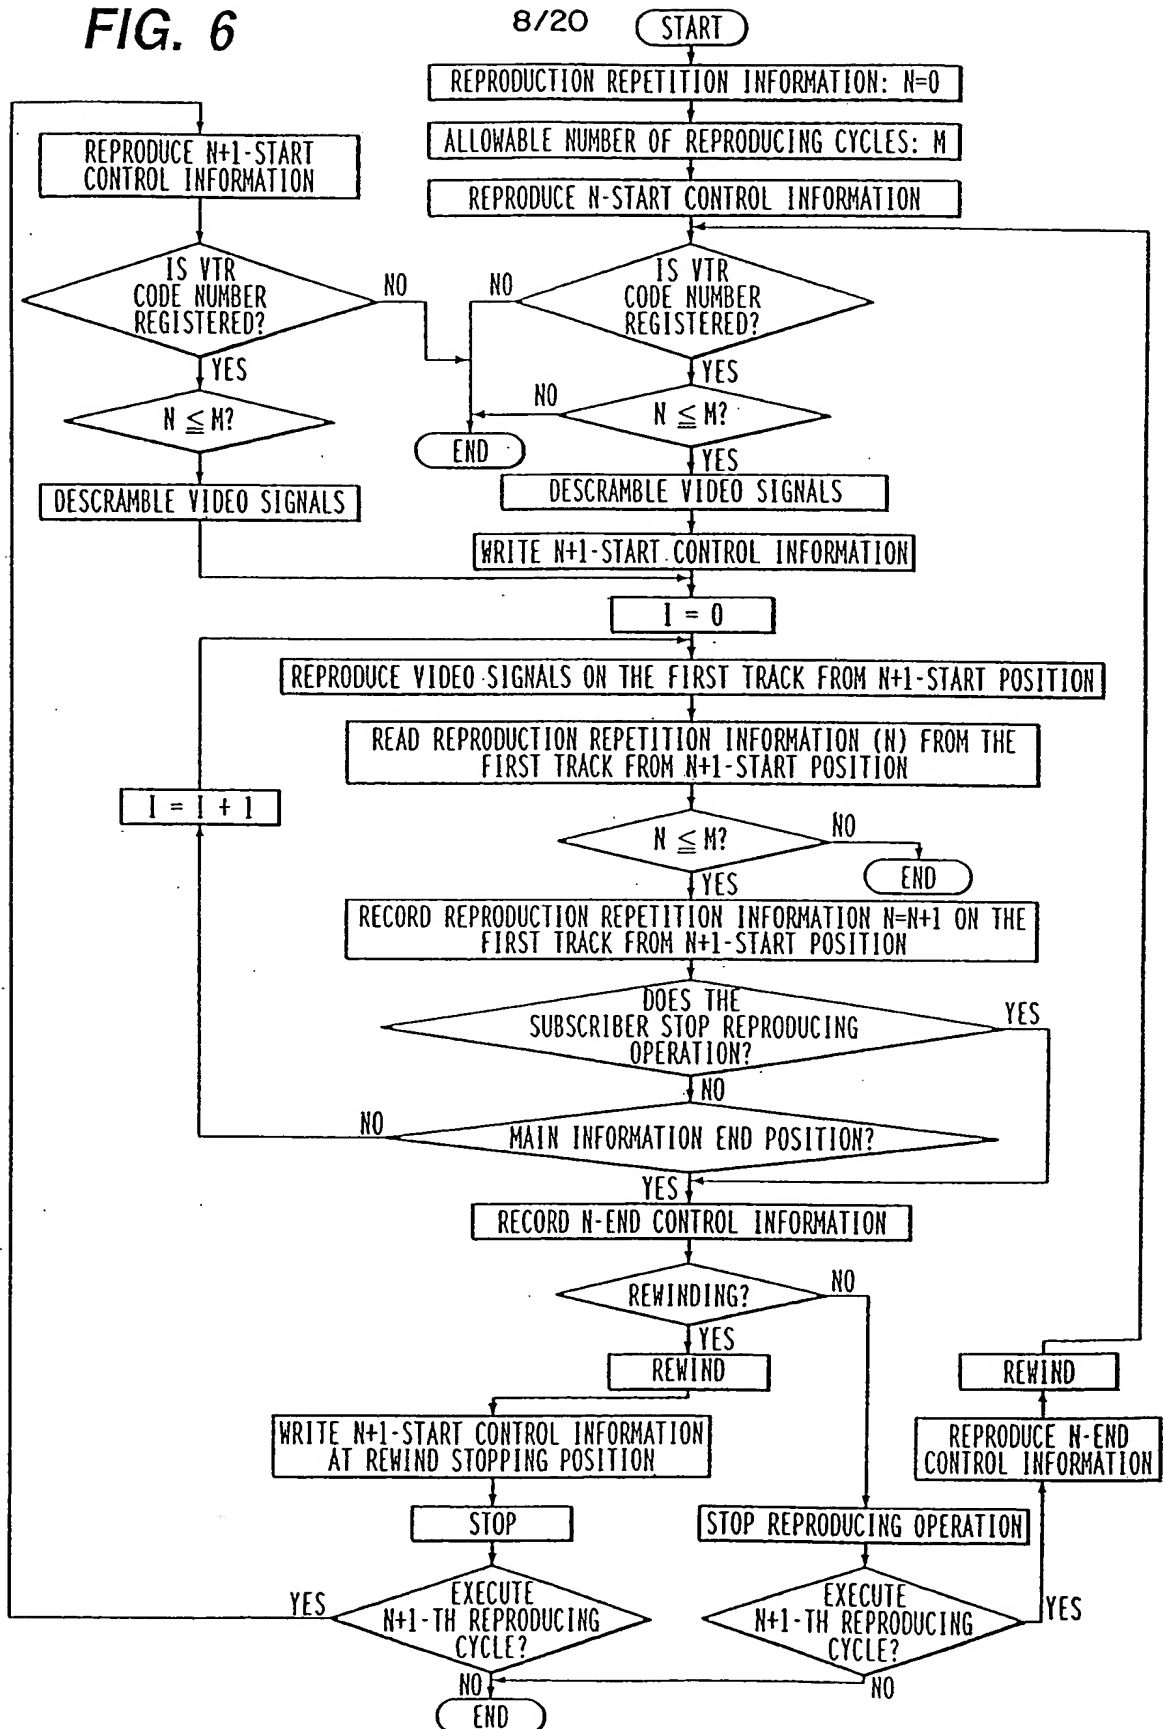 FIG. 6
8/20
START
REPRODUCTION REPETITION INFORMATION: N=0
ALLOWABLE NUMBER OF REPRODUCING CYCLES: M
REPRODUCE N-START CONTROL INFORMATION
REPRODUCE N+1-START
CONTROL INFORMATION
IS VTR
CODE NUMBER
REGISTERED?
NO
YES
N ≦ M?
DESCRAMBLE VIDEO SIGNALS
IS VTR
CODE NUMBER
REGISTERED?
NO
YES
N ≦ M?
NO
END
YES
DESCRAMBLE VIDEO SIGNALS
WRITE N+1-START CONTROL INFORMATION
I = 0
REPRODUCE VIDEO SIGNALS ON THE FIRST TRACK FROM N+1-START POSITION
READ REPRODUCTION REPETITION INFORMATION (N) FROM THE
FIRST TRACK FROM N+1-START POSITION
I = I + 1
N ≦ M?
NO
END
YES
RECORD REPRODUCTION REPETITION INFORMATION N=N+1 ON THE
FIRST TRACK FROM N+1-START POSITION
DOES THE
SUBSCRIBER STOP REPRODUCING
OPERATION?
YES
NO
MAIN INFORMATION END POSITION?
NO
YES
RECORD N-END CONTROL INFORMATION
REWINDING?
NO
YES
REWIND
WRITE N+1-START CONTROL INFORMATION
AT REWIND STOPPING POSITION
STOP
EXECUTE
N+1-TH REPRODUCING
CYCLE?
YES
NO
END
STOP REPRODUCING OPERATION
EXECUTE
N+1-TH REPRODUCING
CYCLE?
YES
NO
REPRODUCE N-END
CONTROL INFORMATION
REWIND